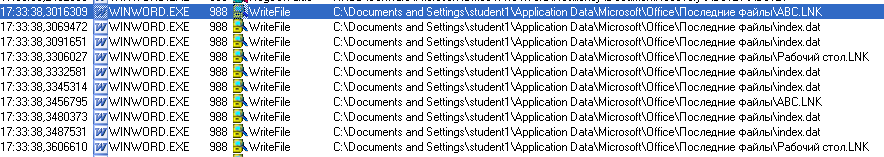 17:33:38,3016309 WINWORD.EXE 988 WriteFile C:\Documents and Settings\student1\Application Data\Microsoft\Office\Последние файлы\ABC.LNK
17:33:38,3069472 WINWORD.EXE 988 WriteFile C:\Documents and Settings\student1\Application Data\Microsoft\Office\Последние файлы\index.dat
17:33:38,3091651 WINWORD.EXE 988 WriteFile C:\Documents and Settings\student1\Application Data\Microsoft\Office\Последние файлы\index.dat
17:33:38,3306027 WINWORD.EXE 988 WriteFile C:\Documents and Settings\student1\Application Data\Microsoft\Office\Последние файлы\Рабочий стол.LNK
17:33:38,3332581 WINWORD.EXE 988 WriteFile C:\Documents and Settings\student1\Application Data\Microsoft\Office\Последние файлы\index.dat
17:33:38,3345314 WINWORD.EXE 988 WriteFile C:\Documents and Settings\student1\Application Data\Microsoft\Office\Последние файлы\index.dat
17:33:38,3456795 WINWORD.EXE 988 WriteFile C:\Documents and Settings\student1\Application Data\Microsoft\Office\Последние файлы\ABC.LNK
17:33:38,3480373 WINWORD.EXE 988 WriteFile C:\Documents and Settings\student1\Application Data\Microsoft\Office\Последние файлы\index.dat
17:33:38,3487531 WINWORD.EXE 988 WriteFile C:\Documents and Settings\student1\Application Data\Microsoft\Office\Последние файлы\index.dat
17:33:38,3606610 WINWORD.EXE 988 WriteFile C:\Documents and Settings\student1\Application Data\Microsoft\Office\Последние файлы\Рабочий стол.LNK